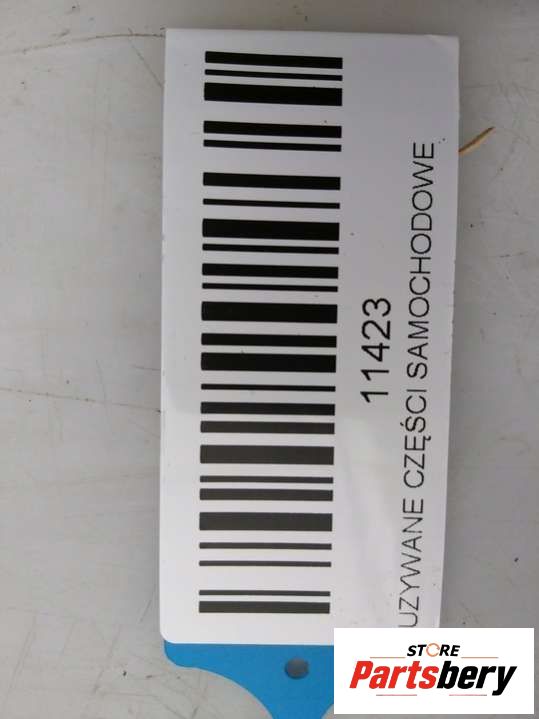 11423
UZYWANE CZĘŚCI SAMOCHODOWE
STORE
Partsbery